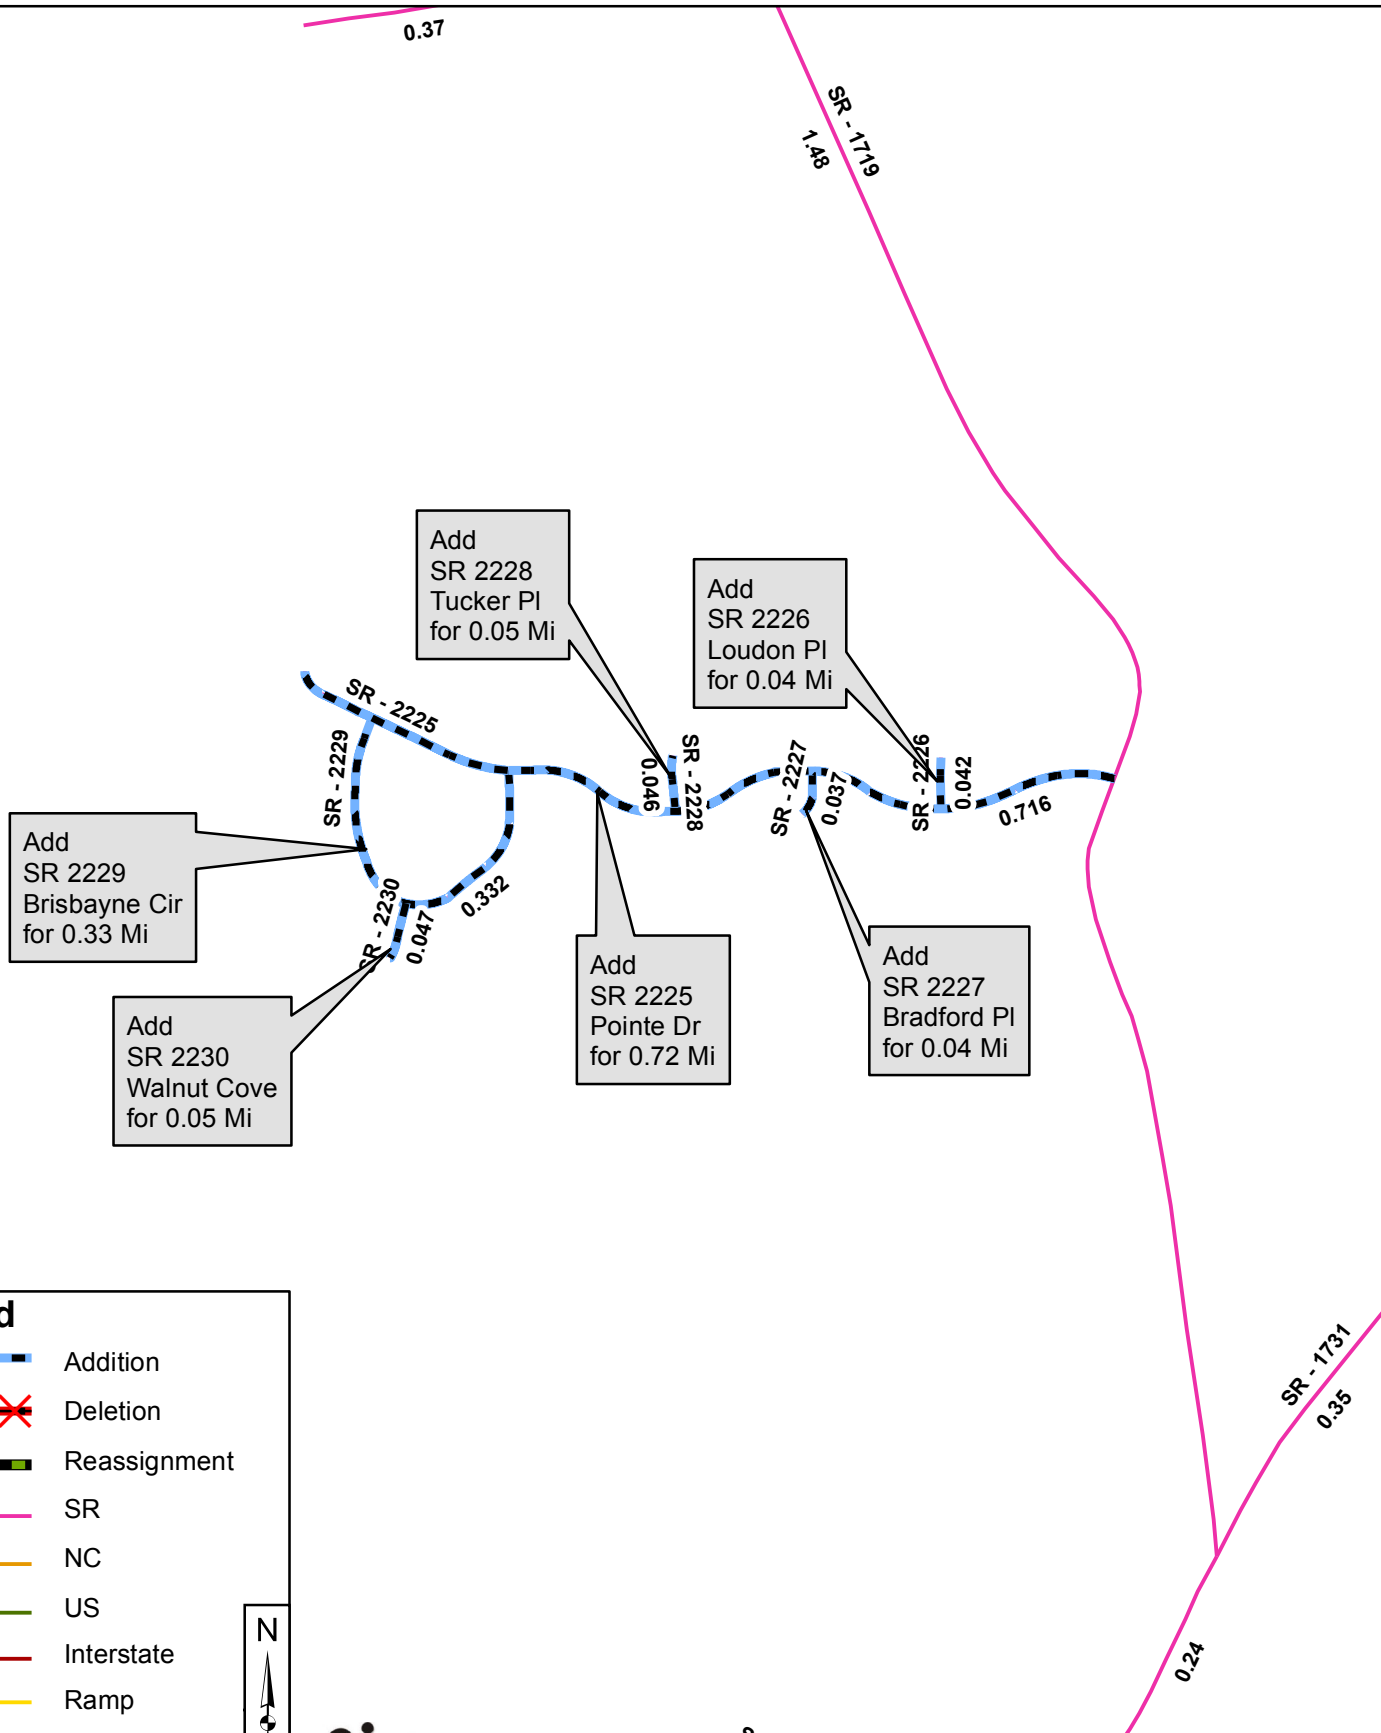 0.37
SR - 1719
1.48
Add
SR 2228
Tucker Pl
for 0.05 Mi
Add
SR 2226
Loudon Pl
for 0.04 Mi
SR - 2225
SR - 2229
0.046
SR - 2228
SR - 2227
0.037
SR - 2226
0.042
0.716
Add
SR 2229
Brisbayne Cir
for 0.33 Mi
SR - 2230
0.047
0.332
Add
SR 2230
Walnut Cove
for 0.05 Mi
Add
SR 2225
Pointe Dr
for 0.72 Mi
Add
SR 2227
Bradford Pl
for 0.04 Mi
d
Addition
Deletion
Reassignment
SR
NC
US
Interstate
Ramp
N
SR - 1731
0.35
0.24